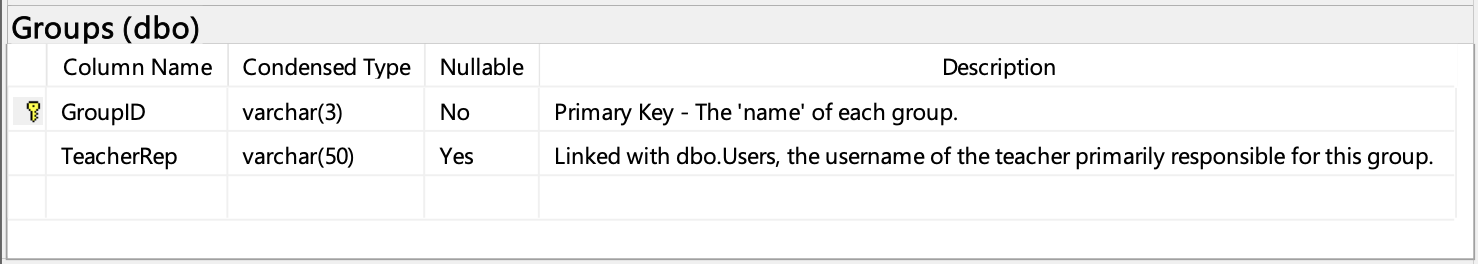 Groups (dbo)
Column Name Condensed Type Nullable Description
GroupID varchar(3) No Primary Key - The 'name' of each group.
TeacherRep varchar(50) Yes Linked with dbo.Users, the username of the teacher primarily responsible for this group.